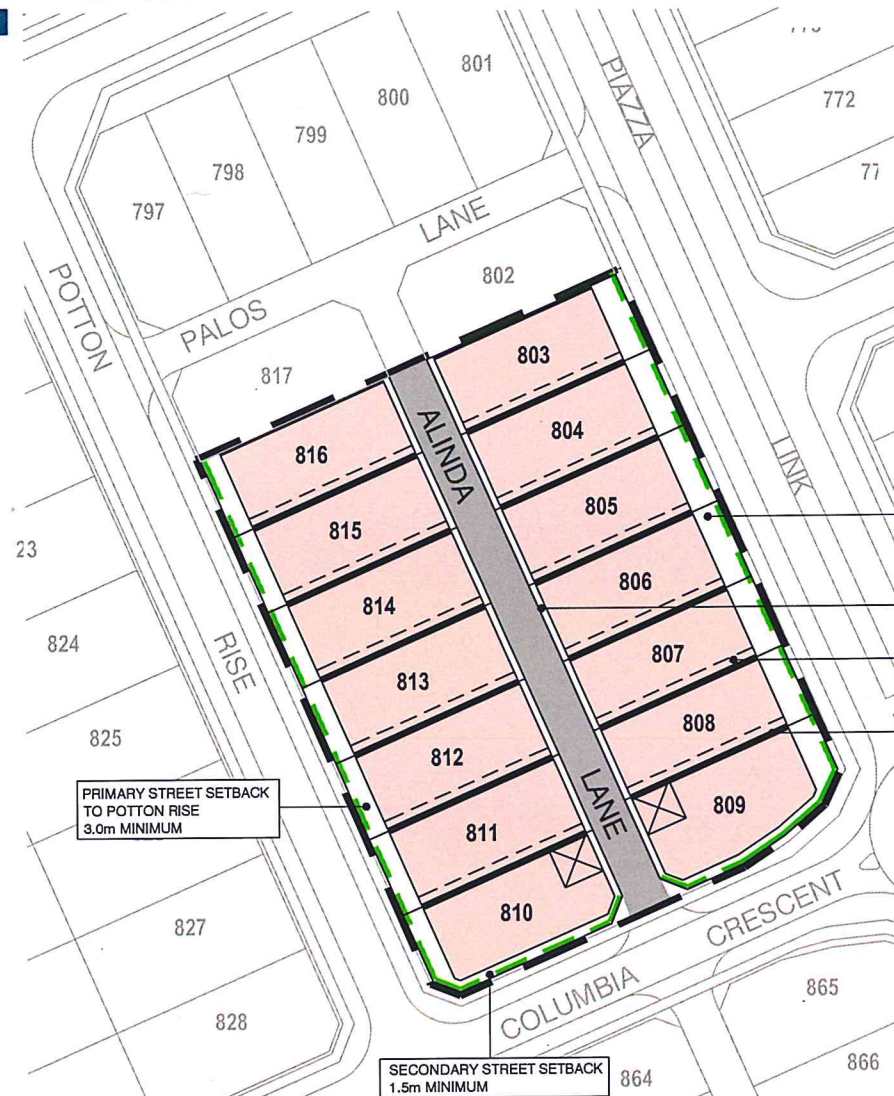 801
800
799
798
797
772
PIAZZA
LANE
PALOS
POTTON
802
817
803
816
ALINDA
804
815
LINK
805
814
806
RISE
824
813
807
825
812
808
PRIMARY STREET SETBACK
TO POTTON RISE
3.0m MINIMUM
811
LANE
809
810
827
CRESCENT
COLUMBIA
828
865
SECONDARY STREET SETBACK
1.5m MINIMUM
864
866